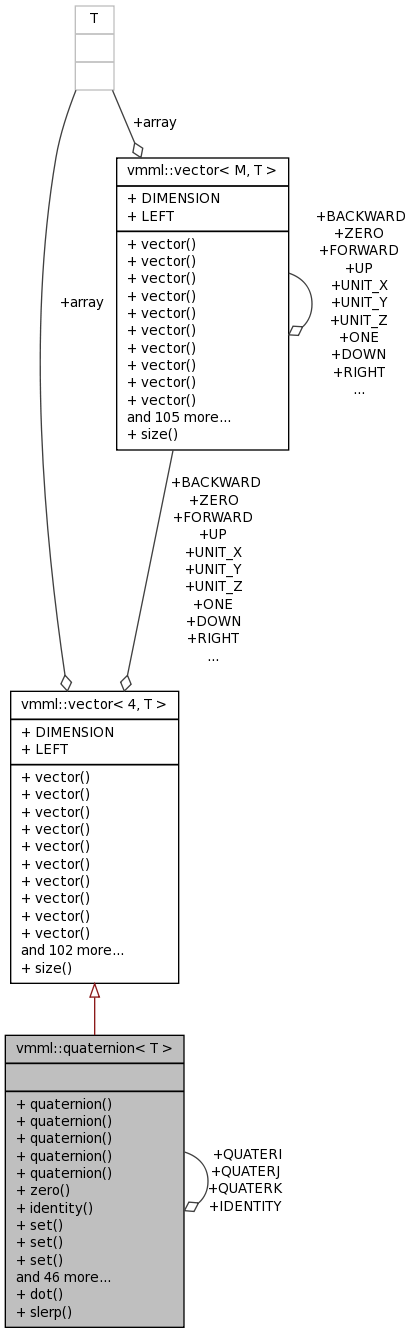 T
+array
vmml::vector< M, T >
+ DIMENSION
+ LEFT
+ vector()
+ vector()
+ vector()
+ vector()
+ vector()
+ vector()
+ vector()
+ vector()
+ vector()
+ vector()
and 105 more...
+ size()
+BACKWARD
+ZERO
+FORWARD
+UP
+UNIT_X
+UNIT_Y
+UNIT_Z
+ONE
+DOWN
+RIGHT
...
+array
+BACKWARD
+ZERO
+FORWARD
+UP
+UNIT_X
+UNIT_Y
+UNIT_Z
+ONE
+DOWN
+RIGHT
...
vmml::vector< 4, T >
+ DIMENSION
+ LEFT
+ vector()
+ vector()
+ vector()
+ vector()
+ vector()
+ vector()
+ vector()
+ vector()
+ vector()
+ vector()
and 102 more...
+ size()
vmml::quaternion< T >
+ quaternion()
+ quaternion()
+ quaternion()
+ quaternion()
+ quaternion()
+ zero()
+ identity()
+ set()
+ set()
+ set()
and 46 more...
+ dot()
+ slerp()
+QUATERI
+QUATERJ
+QUATERK
+IDENTITY